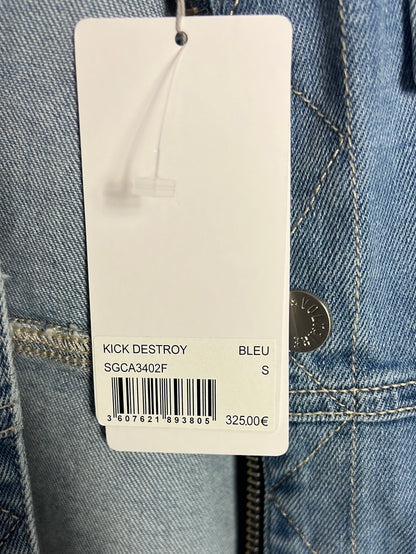 KICK DESTROY BLEU
SGCA3402F S
3 607621 893805 325.00€